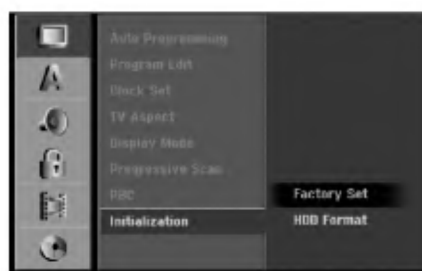 Auto Programming
Program Edit
Clock Set
TV Aspect
Display Mode
Progressive Scan
PBC
Initialization
Factory Set
HDD Format